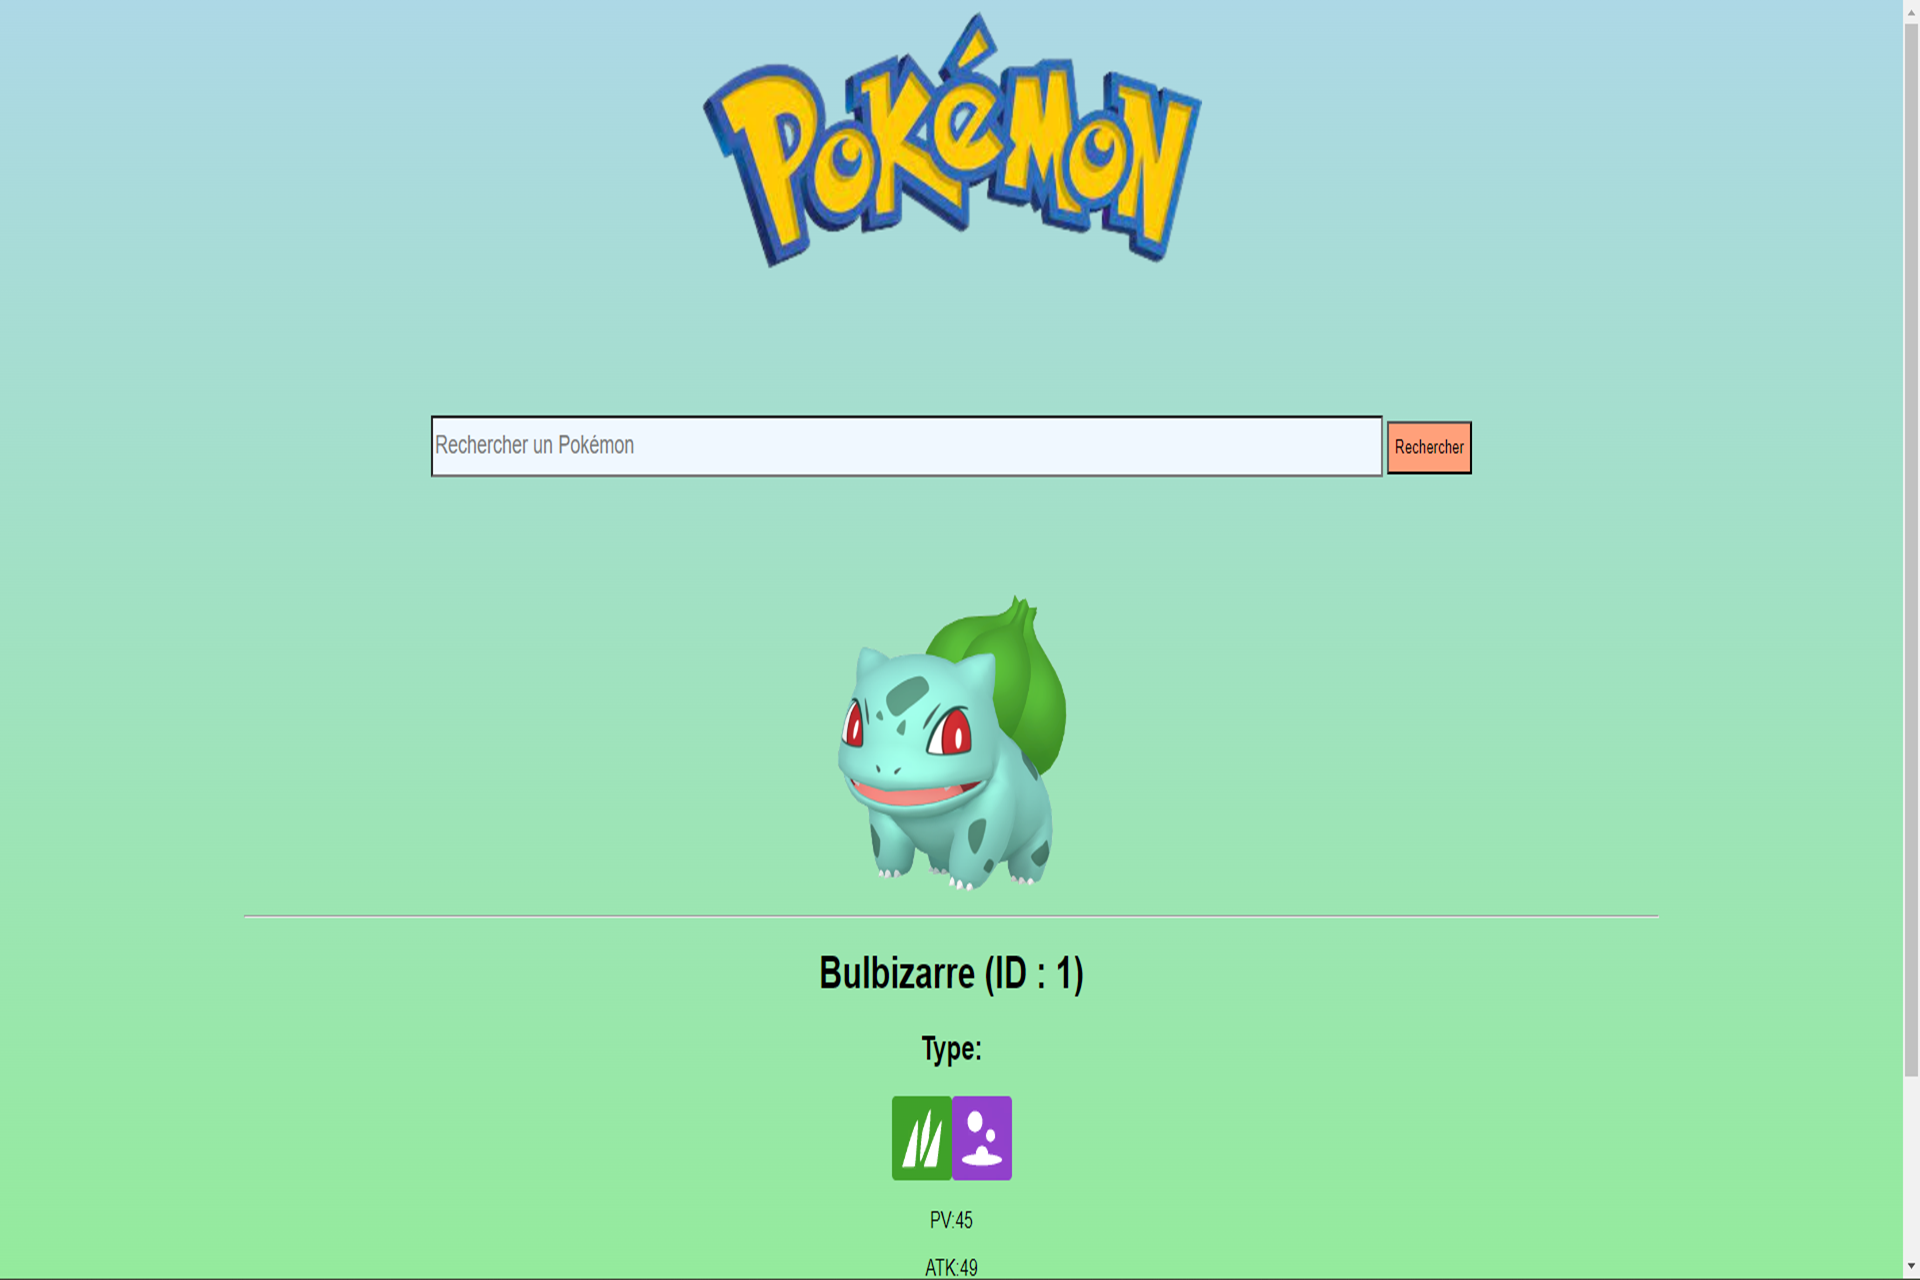 POKéMON
Rechercher un Pokémon
Rechercher
Bulbizarre (ID : 1)
Type:
PV:45
ATK:49